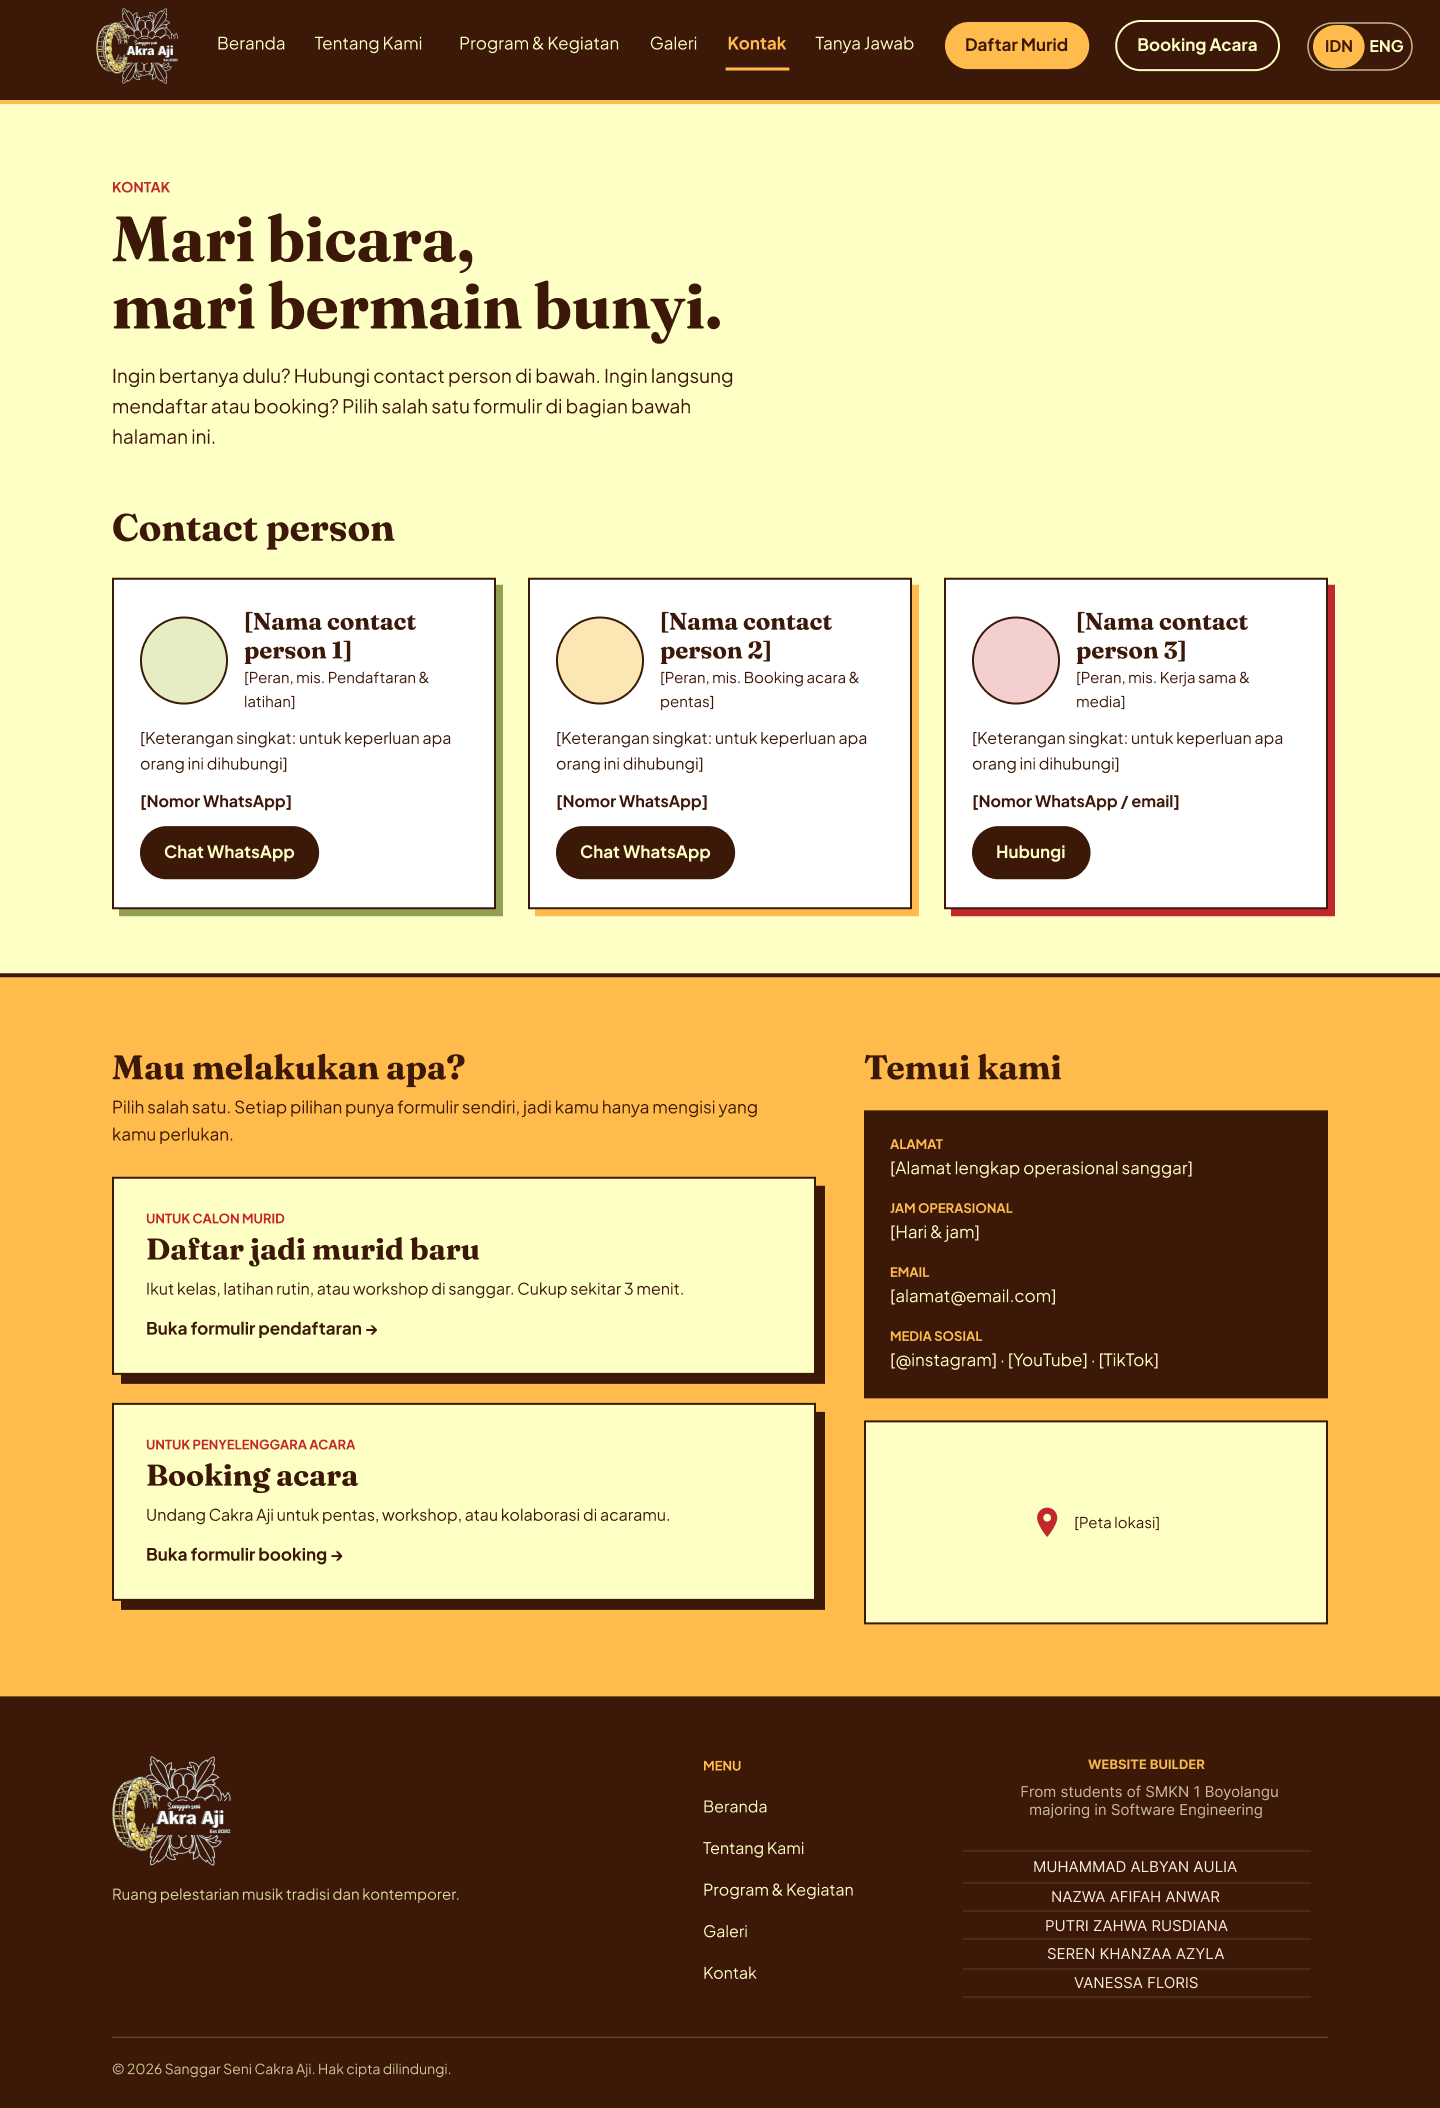 Sanggar seni
Akra Aji
Est 2020
Beranda
Tentang Kami
Program & Kegiatan
Galeri
Kontak
Tanya Jawab
Daftar Murid
Booking Acara
IDN
ENG
KONTAK
Mari bicara,
mari bermain bunyi.
Ingin bertanya dulu? Hubungi contact person di bawah. Ingin langsung
mendaftar atau booking? Pilih salah satu formulir di bagian bawah
halaman ini.
Contact person
[Nama contact
person 1]
[Peran, mis. Pendaftaran &
latihan]
[Keterangan singkat: untuk keperluan apa
orang ini dihubungi]
[Nomor WhatsApp]
Chat WhatsApp
[Nama contact
person 2]
[Peran, mis. Booking acara &
pentas]
[Keterangan singkat: untuk keperluan apa
orang ini dihubungi]
[Nomor WhatsApp]
Chat WhatsApp
[Nama contact
person 3]
[Peran, mis. Kerja sama &
media]
[Keterangan singkat: untuk keperluan apa
orang ini dihubungi]
[Nomor WhatsApp / email]
Hubungi
Mau melakukan apa?
Pilih salah satu. Setiap pilihan punya formulir sendiri, jadi kamu hanya mengisi yang
kamu perlukan.
UNTUK CALON MURID
Daftar jadi murid baru
Ikut kelas, latihan rutin, atau workshop di sanggar. Cukup sekitar 3 menit.
Buka formulir pendaftaran →
UNTUK PENYELENGGARA ACARA
Booking acara
Undang Cakra Aji untuk pentas, workshop, atau kolaborasi di acaramu.
Buka formulir booking →
Temui kami
ALAMAT
[Alamat lengkap operasional sanggar]
JAM OPERASIONAL
[Hari & jam]
EMAIL
[alamat@email.com]
MEDIA SOSIAL
[@instagram] · [YouTube] · [TikTok]
[Peta lokasi]
Sanggar seni
Akra Aji
Est 2020
Ruang pelestarian musik tradisi dan kontemporer.
MENU
Beranda
Tentang Kami
Program & Kegiatan
Galeri
Kontak
WEBSITE BUILDER
From students of SMKN 1 Boyolangu
majoring in Software Engineering
MUHAMMAD ALBYAN AULIA
NAZWA AFIFAH ANWAR
PUTRI ZAHWA RUSDIANA
SEREN KHANZAA AZYLA
VANESSA FLORIS
© 2026 Sanggar Seni Cakra Aji. Hak cipta dilindungi.